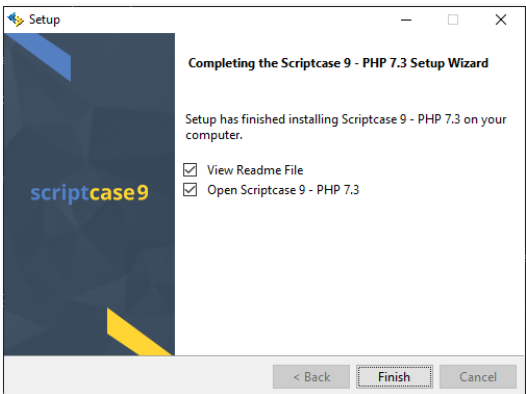 Setup
Completing the Scriptcase 9 - PHP 7.3 Setup Wizard
Setup has finished installing Scriptcase 9 - PHP 7.3 on your
computer.
View Readme File
Open Scriptcase 9 - PHP 7.3
scriptcase9
< Back
Finish
Cancel